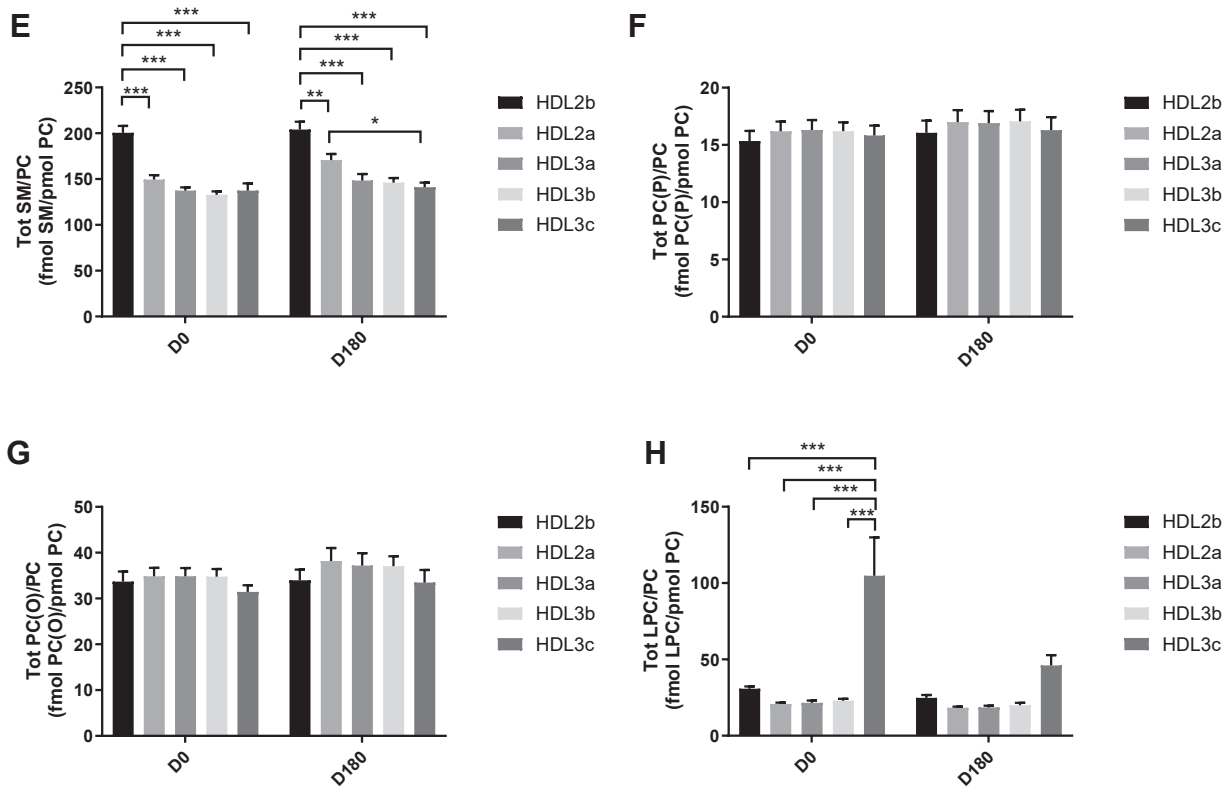 E
Tot SM/PC
(fmol SM/pmol PC)
250
200
150
100
50
0
***
***
***
***
***
***
***
**
*
D0
D180
HDL2b
HDL2a
HDL3a
HDL3b
HDL3c
F
Tot PC(P)/PC
(fmol PC(P)/pmol PC)
20
15
10
5
0
D0
D180
HDL2b
HDL2a
HDL3a
HDL3b
HDL3c
G
Tot PC(O)/PC
(fmol PC(O)/pmol PC)
50
40
30
20
10
0
D0
D180
HDL2b
HDL2a
HDL3a
HDL3b
HDL3c
H
Tot LPC/PC
(fmol LPC/pmol PC)
150
100
50
0
***
***
***
***
D0
D180
HDL2b
HDL2a
HDL3a
HDL3b
HDL3c